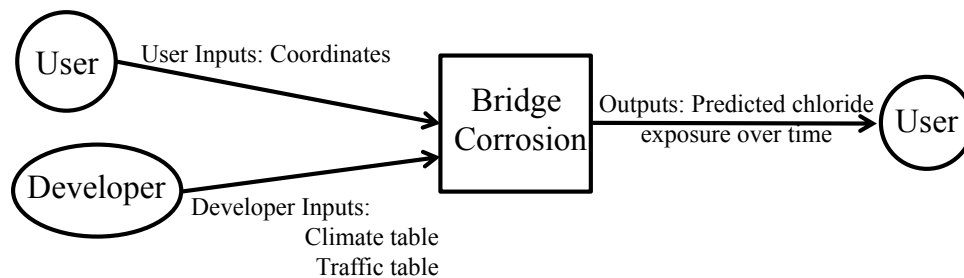 User
User Inputs: Coordinates
Developer
Developer Inputs:
Climate table
Traffic table
Bridge
Corrosion
Outputs: Predicted chloride
exposure over time
User